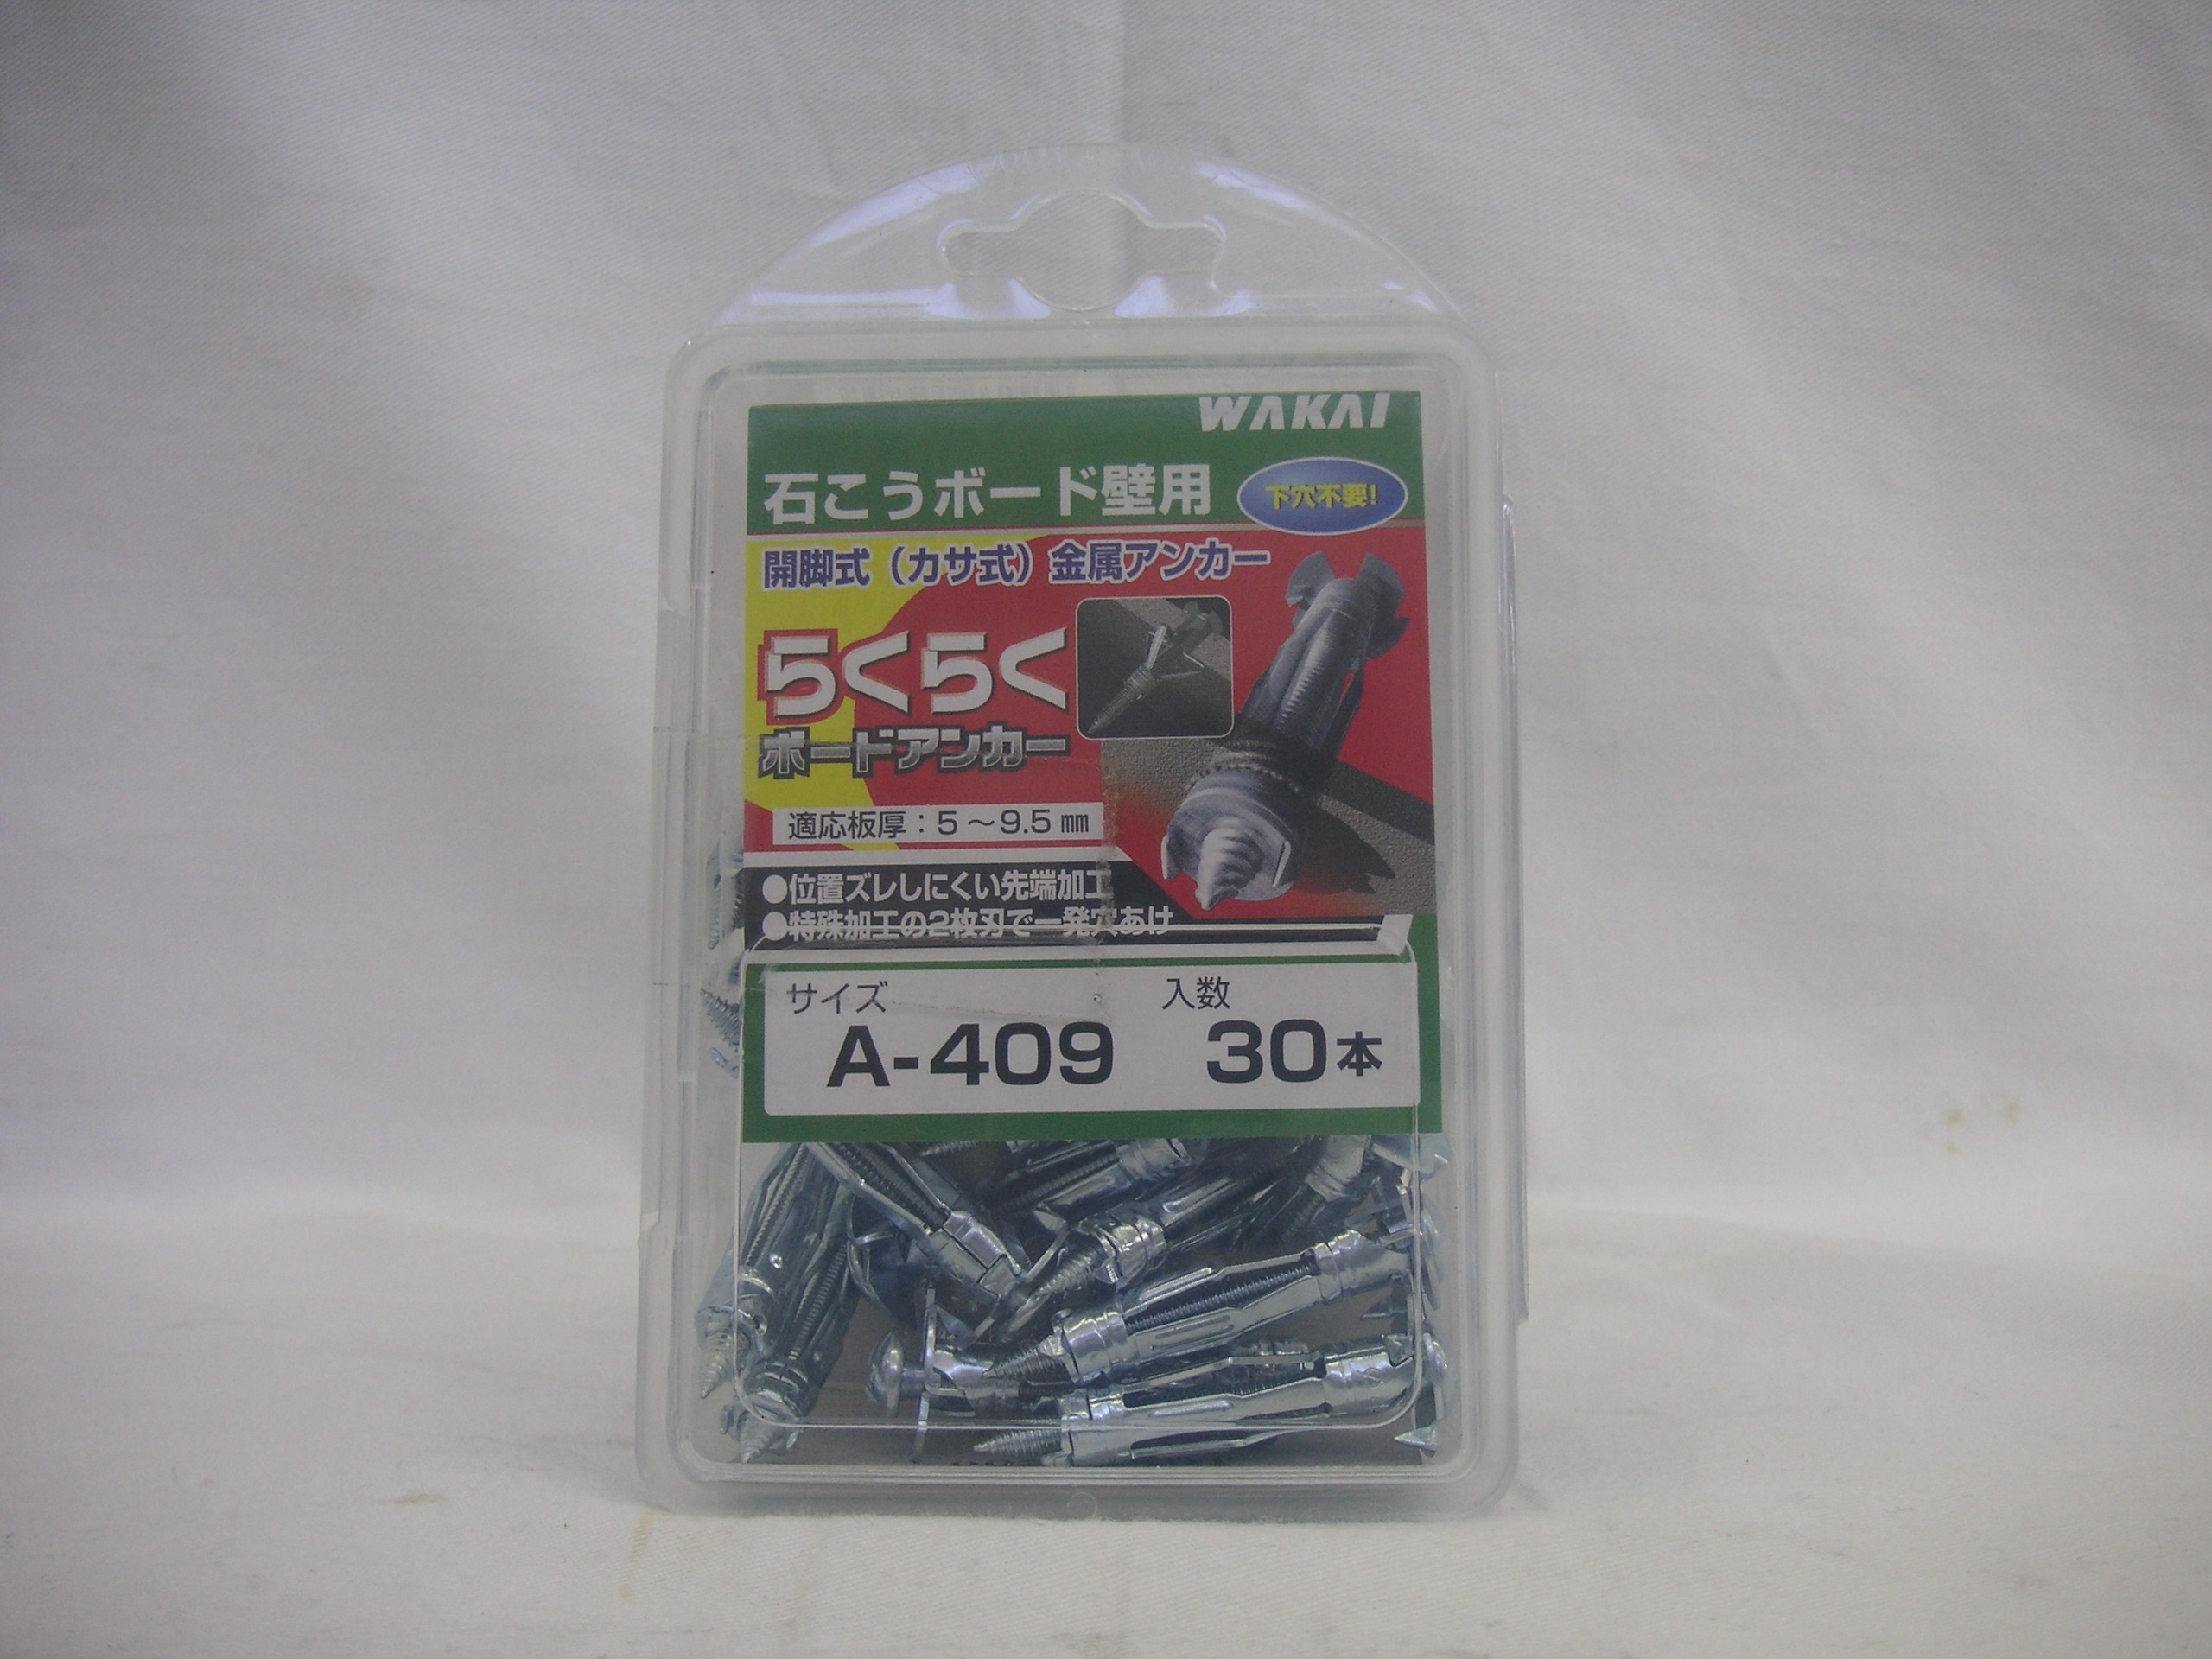 WAKAI
石こうボード壁用
下穴不要!
開脚式（カサ式）金属アンカー
らくらく
ボードアンカー
適応板厚：5～9.5㎜
●位置ズレしにくい先端加工
●特殊加工の2枚刃で一発穴あけ
サイズ 入数
A-409 30本